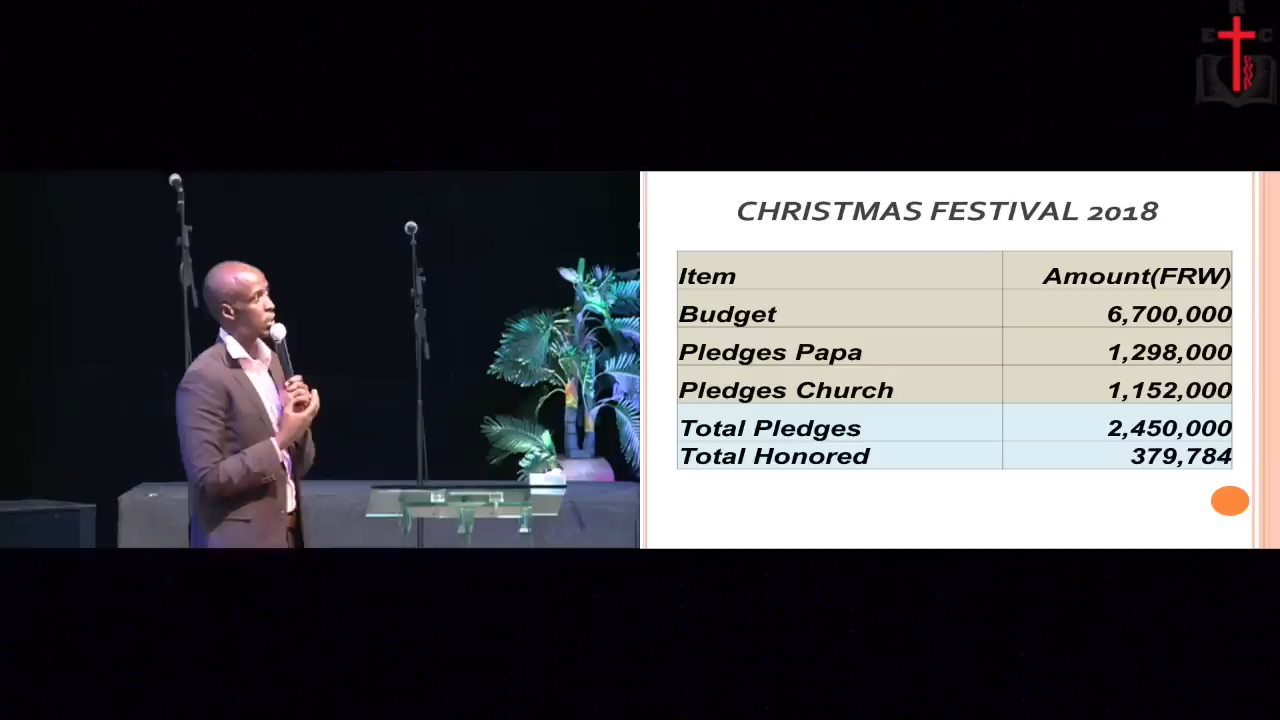 R
E C
CHRISTMAS FESTIVAL 2018
Item Amount(FRW)
Budget 6,700,000
Pledges Papa 1,298,000
Pledges Church 1,152,000
Total Pledges 2,450,000
Total Honored 379,784